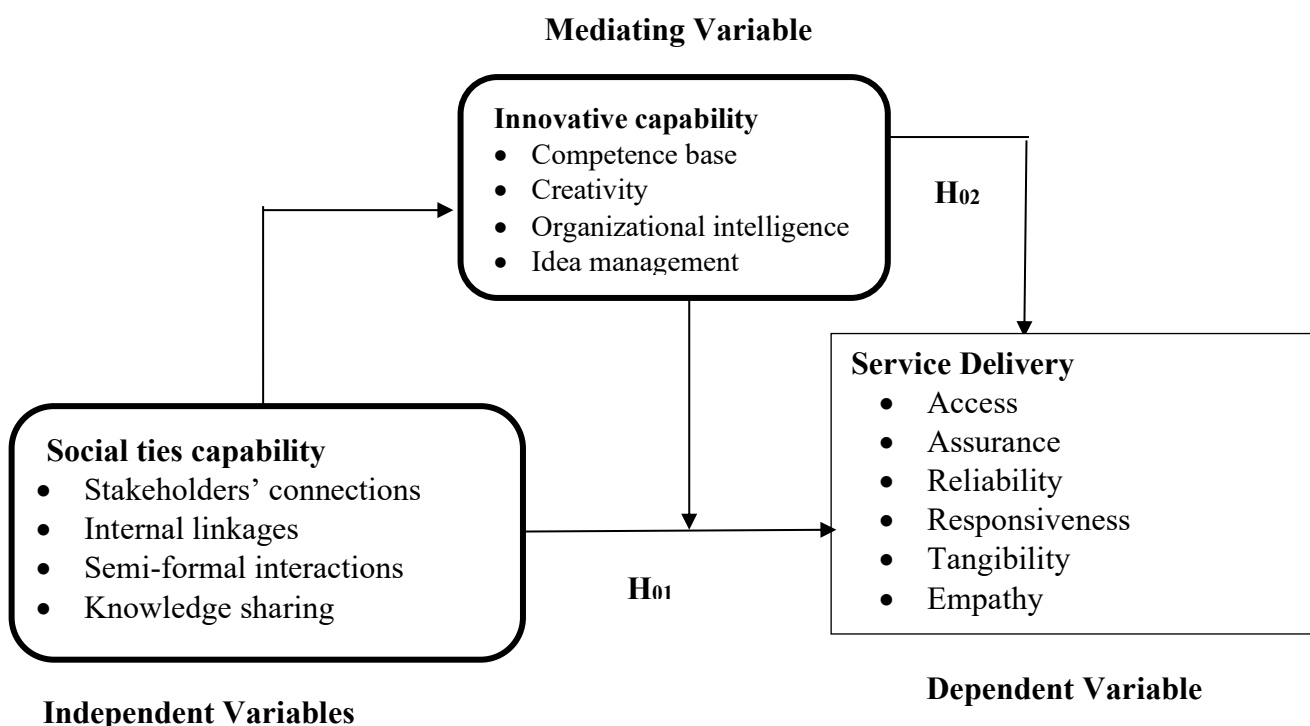 Mediating Variable
Innovative capability
• Competence base
• Creativity
• Organizational intelligence
• Idea management
H02
Service Delivery
• Access
• Assurance
• Reliability
• Responsiveness
• Tangibility
• Empathy
Social ties capability
• Stakeholders’ connections
• Internal linkages
• Semi-formal interactions
• Knowledge sharing
H01
Dependent Variable
Independent Variables